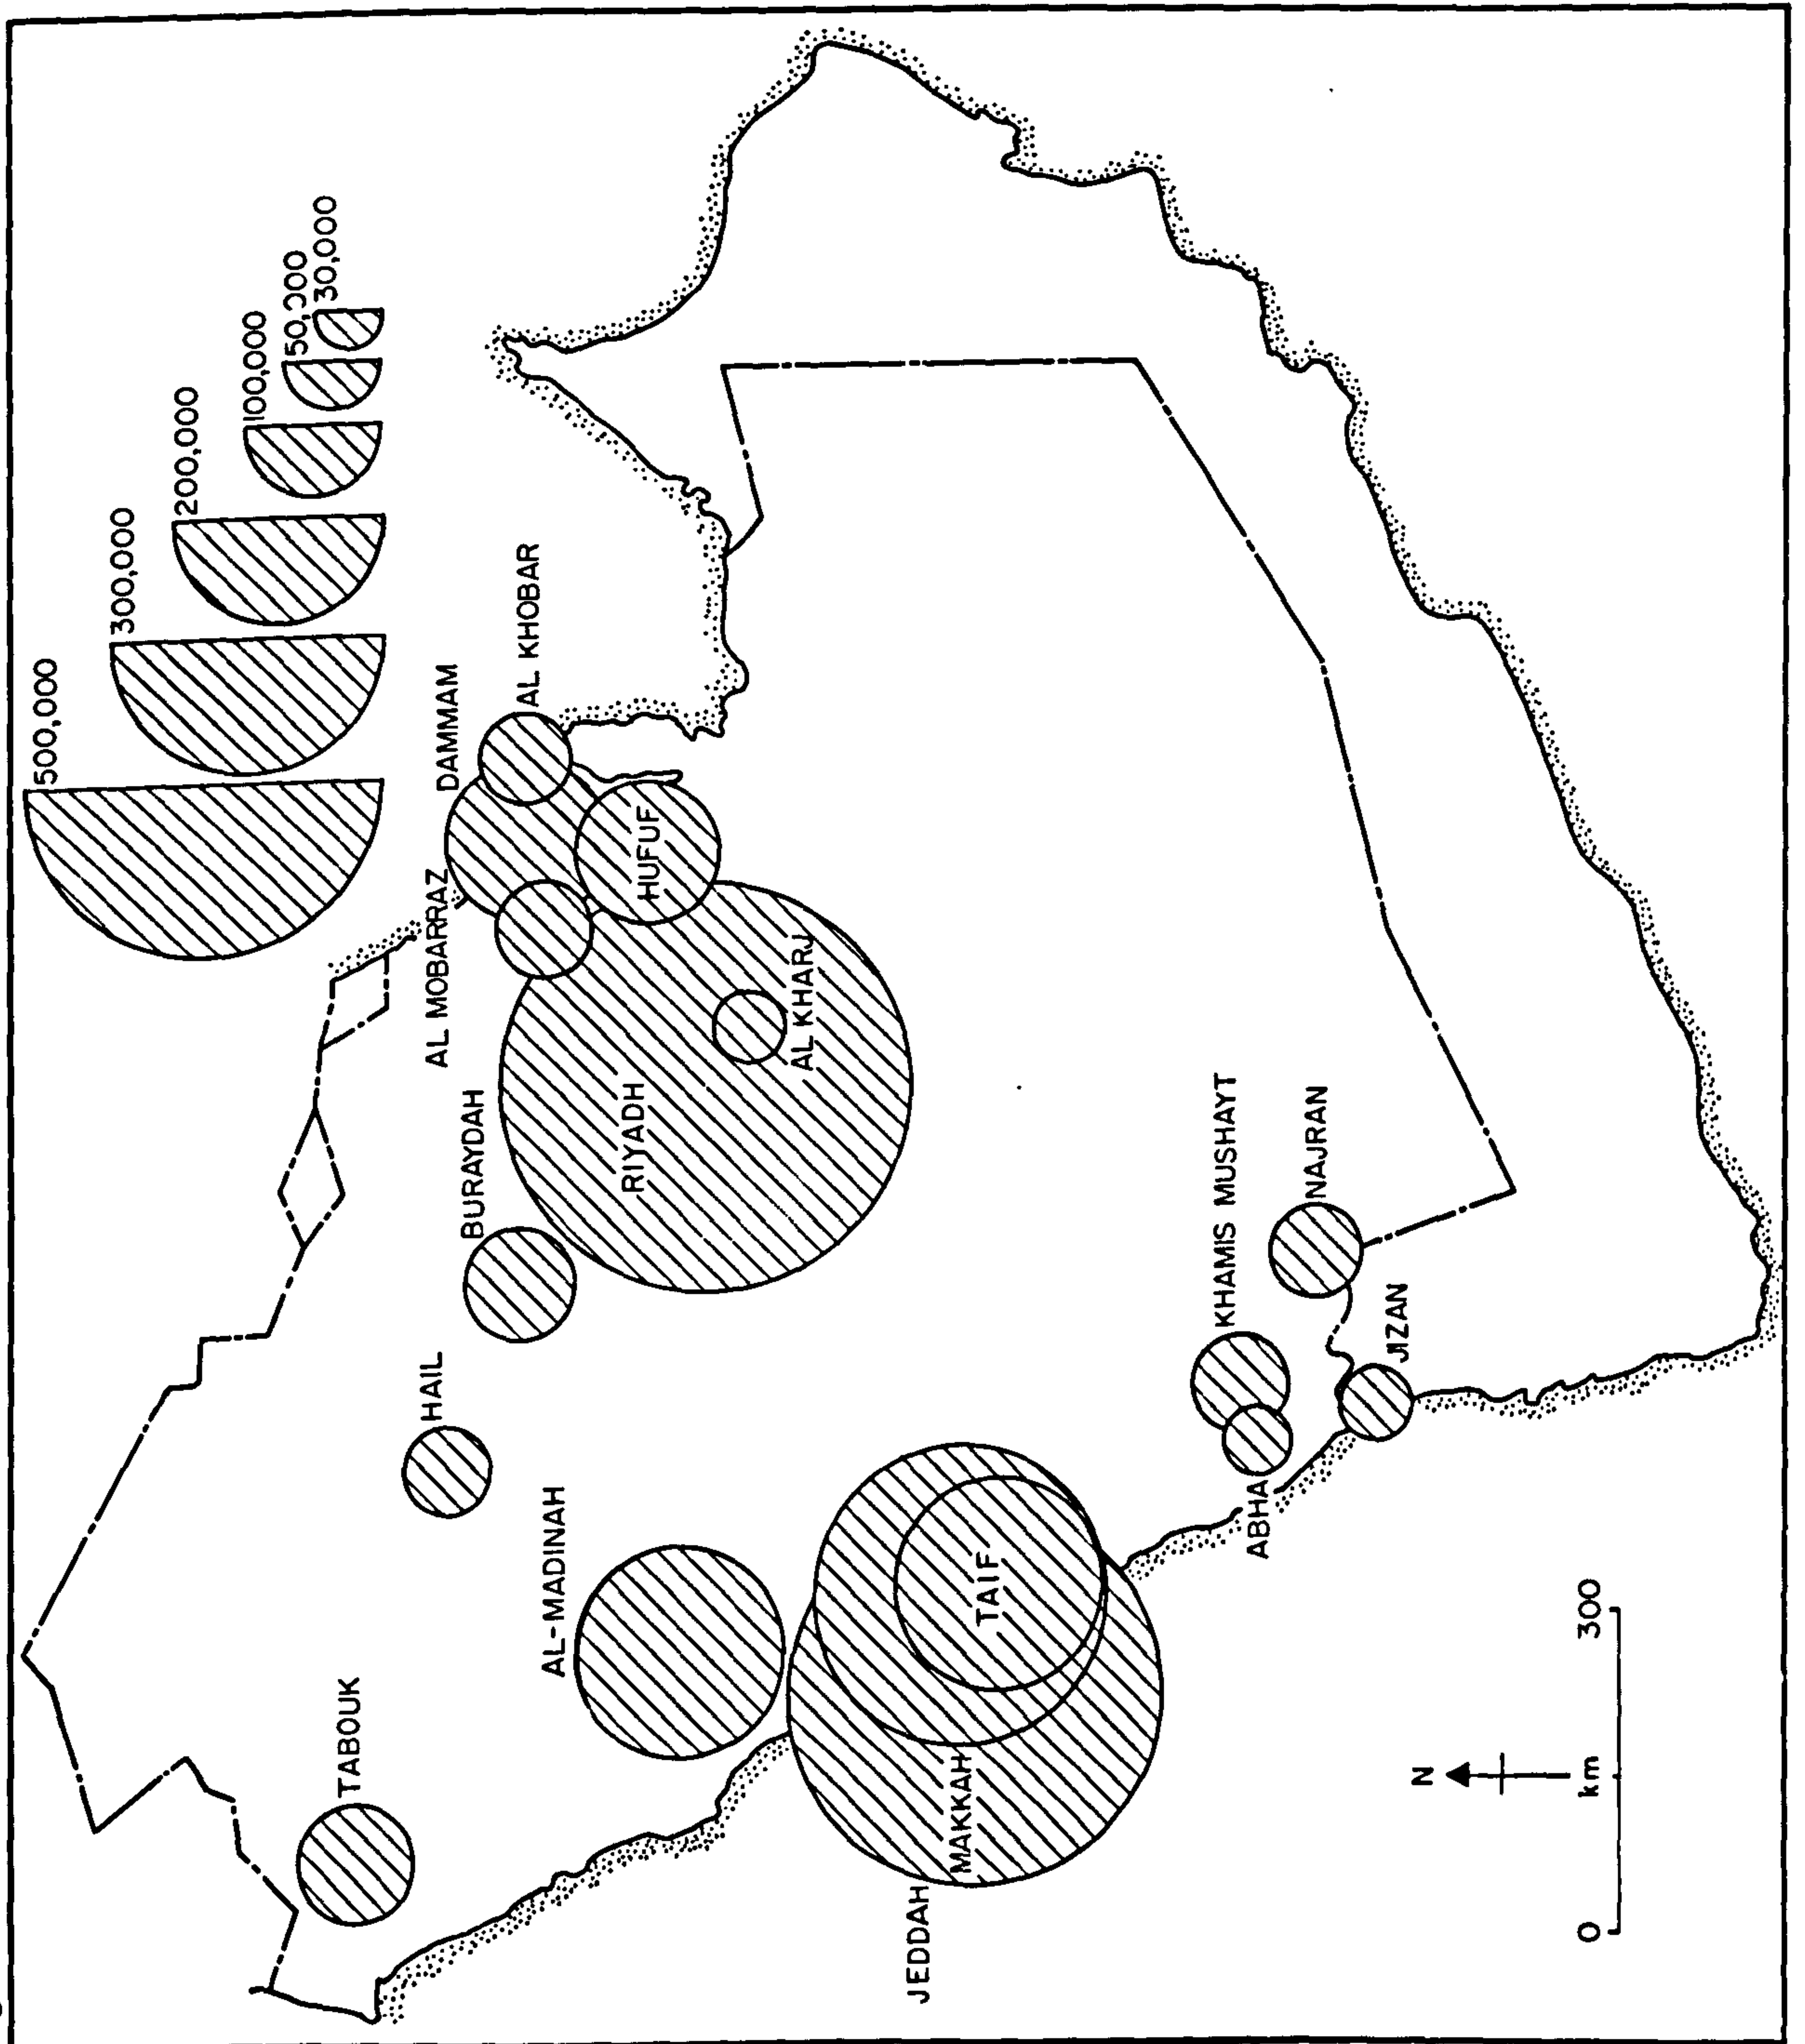 500,000
300,000
200,000
100,000
50,000
30,000
TABOUK
HAIL
BURAYDAH
AL MOBARRAZ
DAMMAM
AL KHOBAR
AL-MADINAH
RIYADH
HUFUF
AL KHARJ
JEDDAH
MAKKAH
TAIF
KHAMIS MUSHAYT
ABHA
NAJRAN
JIZAN
N
0 km 300